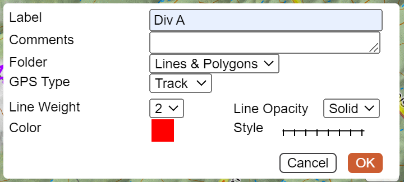 Label Div A
Comments
Folder Lines & Polygons
GPS Type Track
Line Weight 2 Line Opacity Solid
Color Style
Cancel OK